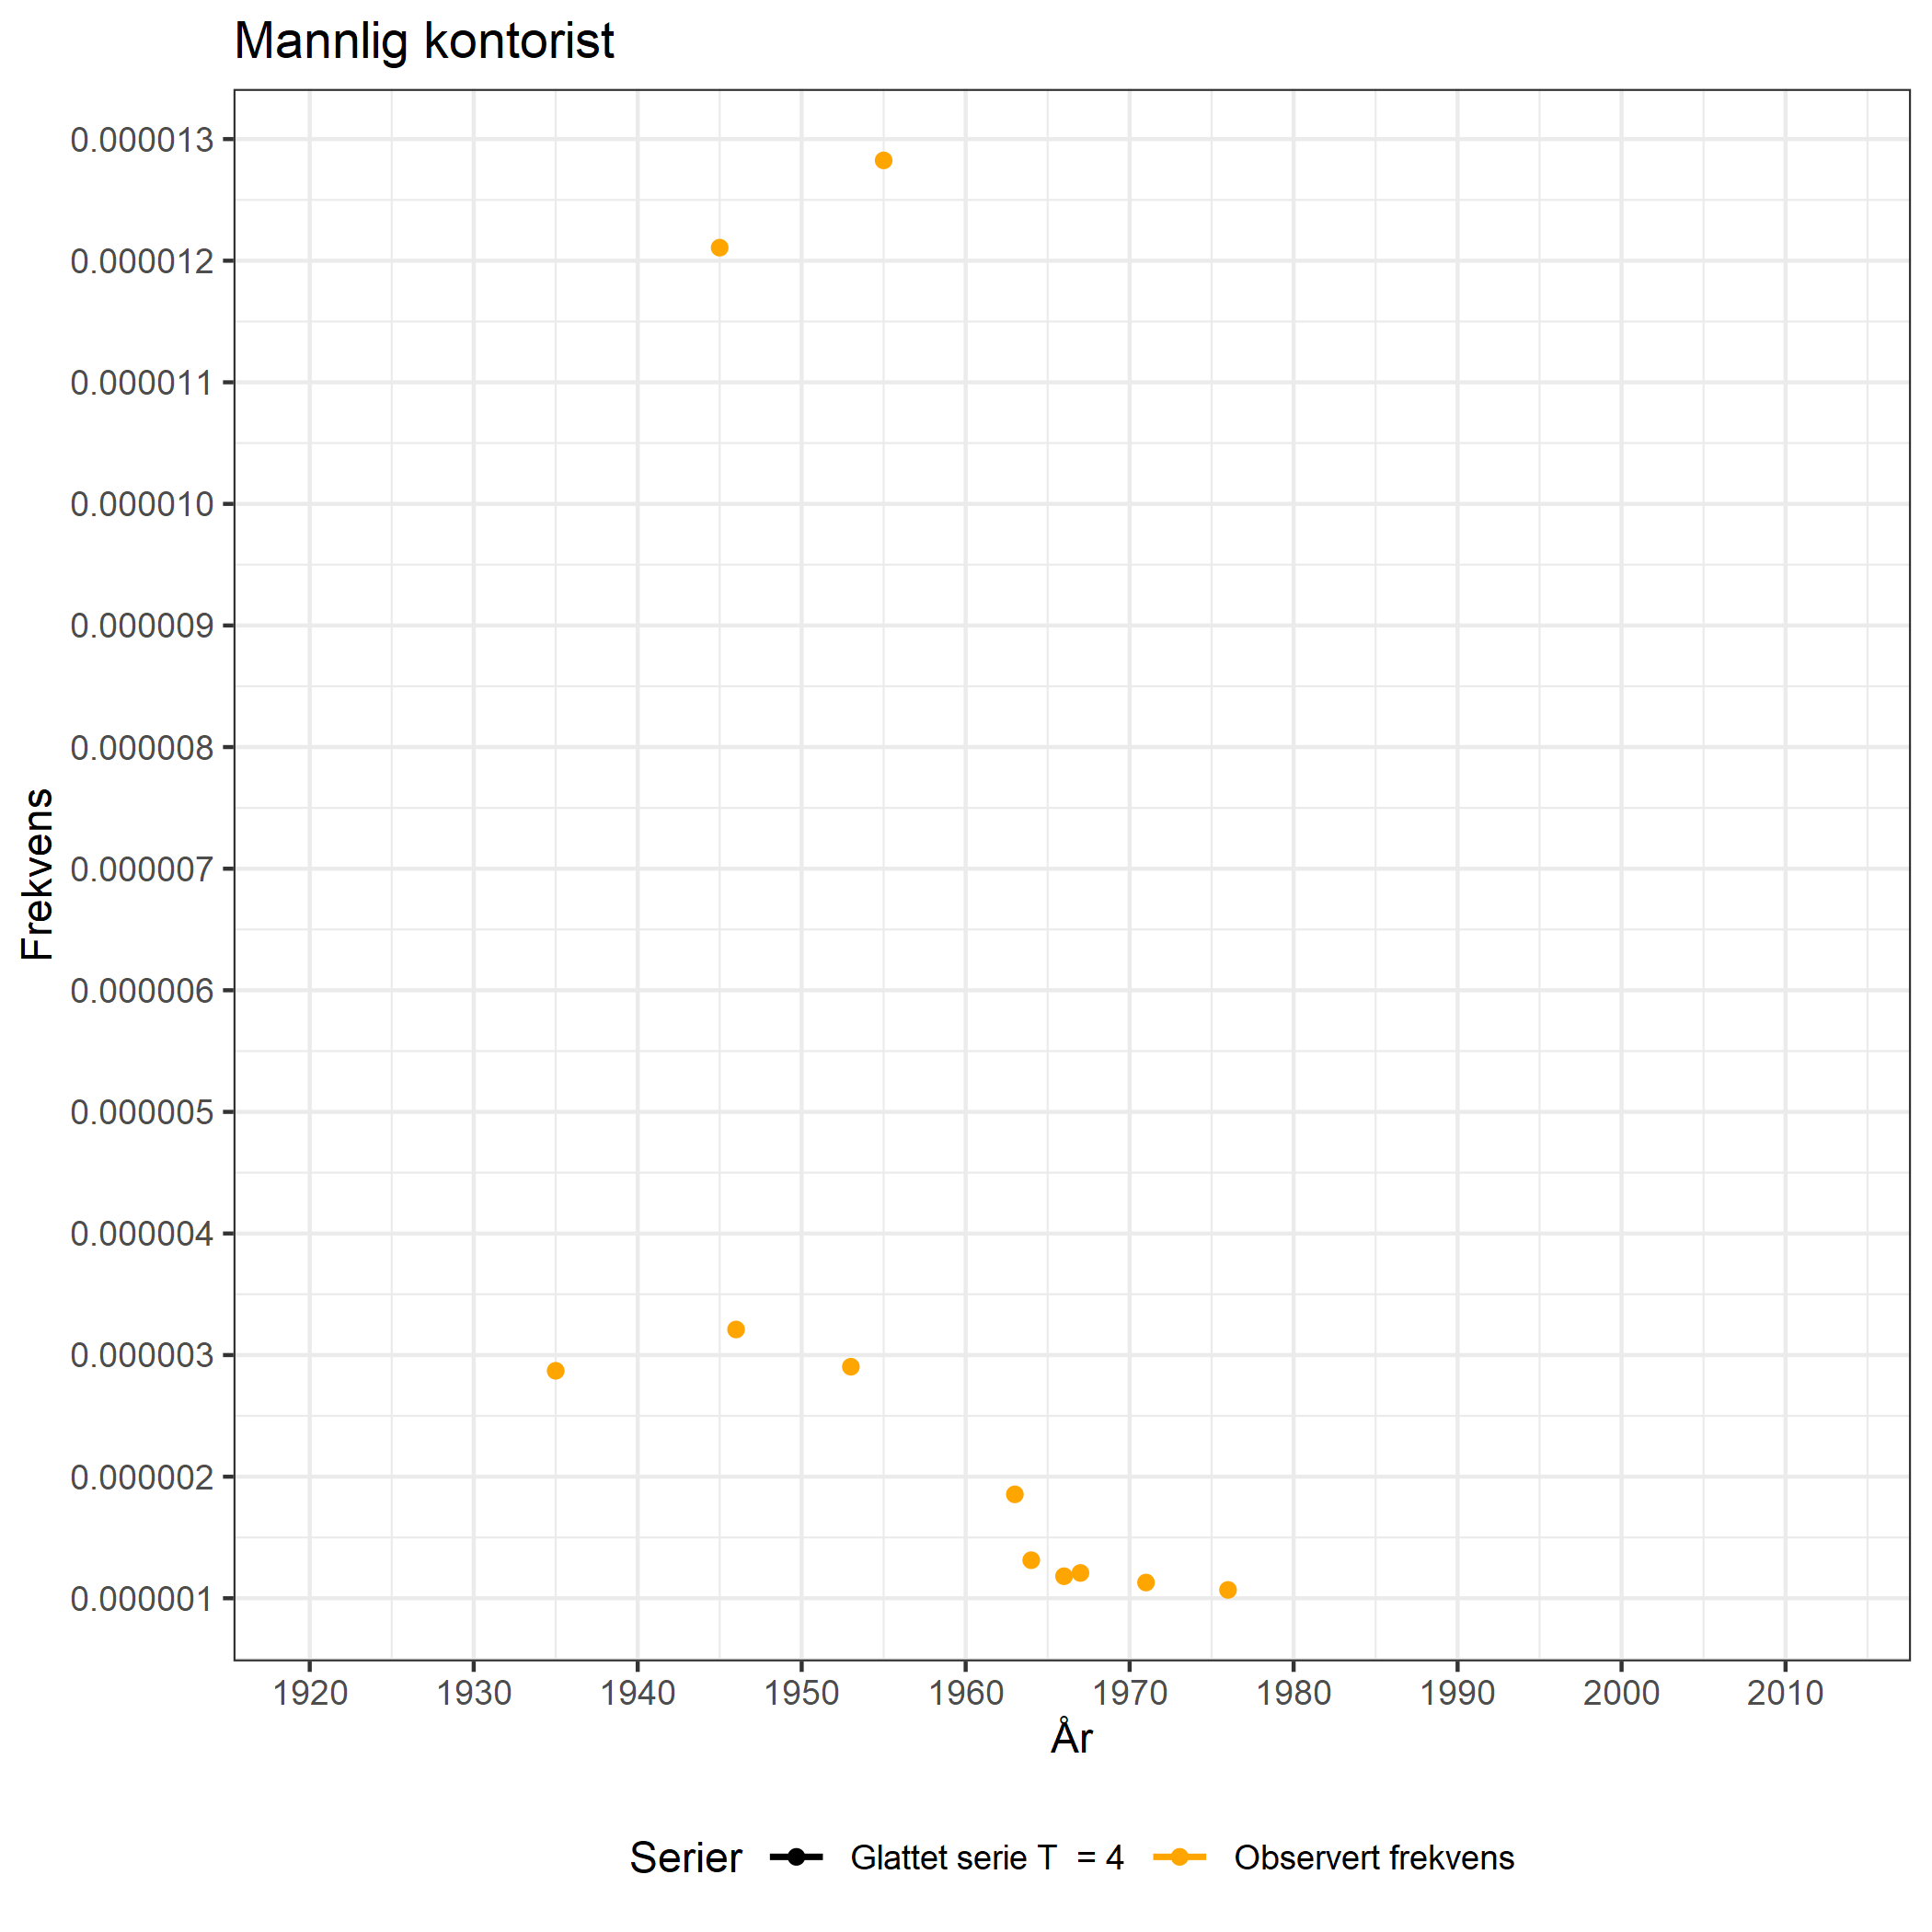 Mannlig kontorist
0.000013
0.000012
0.000011
0.000010
0.000009
0.000008
0.000007
0.000006
0.000005
0.000004
0.000003
0.000002
0.000001
Frekvens
1920 1930 1940 1950 1960 1970 1980 1990 2000 2010
År
Serier Glattet serie T = 4 Observert frekvens